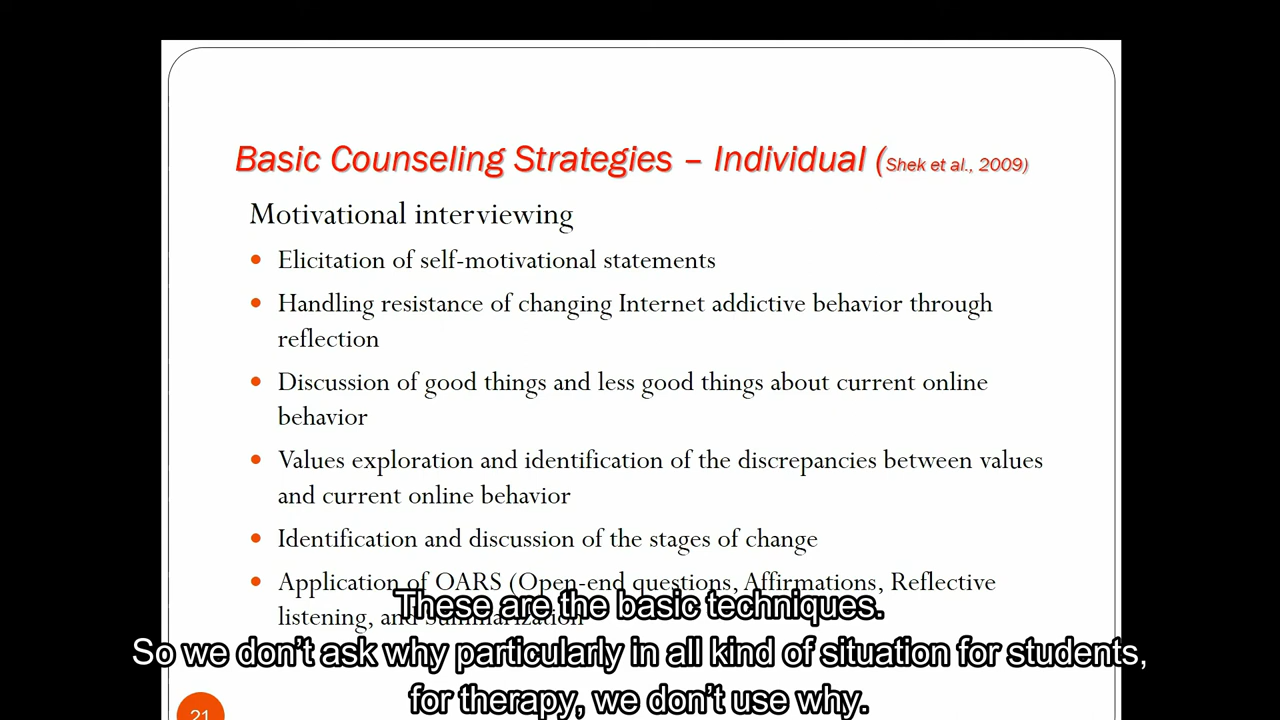 Basic Counseling Strategies – Individual (Shek et al., 2009)
Motivational interviewing
• Elicitation of self-motivational statements
• Handling resistance of changing Internet addictive behavior through
reflection
• Discussion of good things and less good things about current online
behavior
• Values exploration and identification of the discrepancies between values
and current online behavior
• Identification and discussion of the stages of change
• Application of OARS (Open-end questions, Affirmations, Reflective
listening, and Summarization
These are the basic techniques.
So we don't ask why particularly in all kind of situation for students,
for therapy, we don't use why.
21